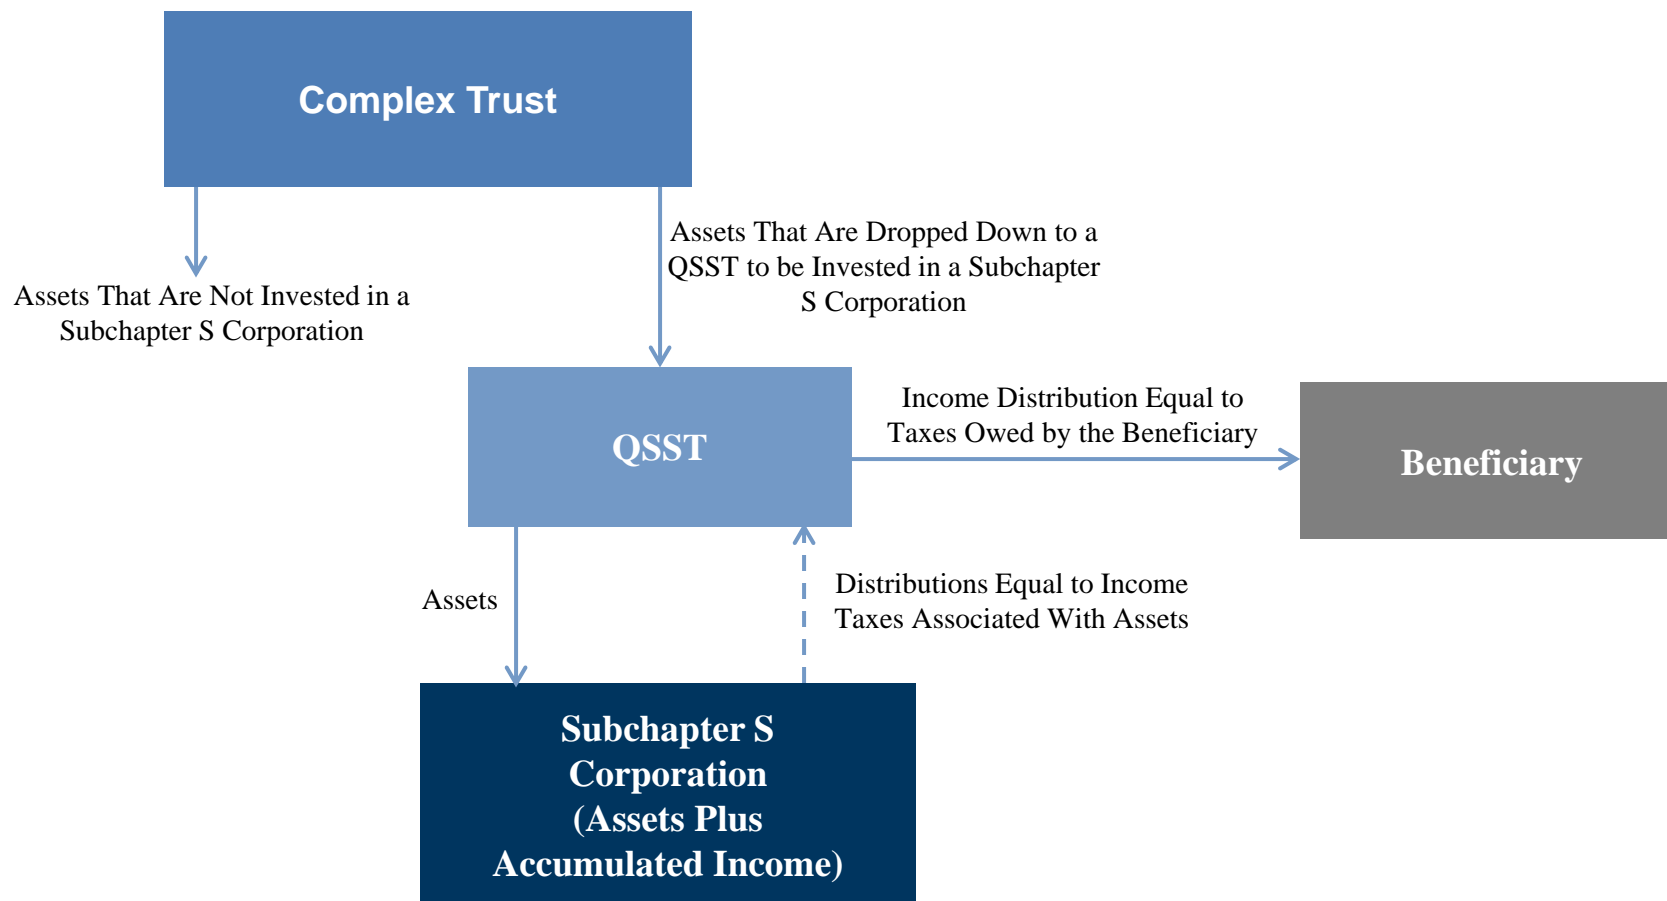 Complex Trust
Assets That Are Dropped Down to a
QSST to be Invested in a Subchapter
S Corporation
Assets That Are Not Invested in a
Subchapter S Corporation
QSST
Income Distribution Equal to
Taxes Owed by the Beneficiary
Beneficiary
Assets
Distributions Equal to Income
Taxes Associated With Assets
Subchapter S
Corporation
(Assets Plus
Accumulated Income)